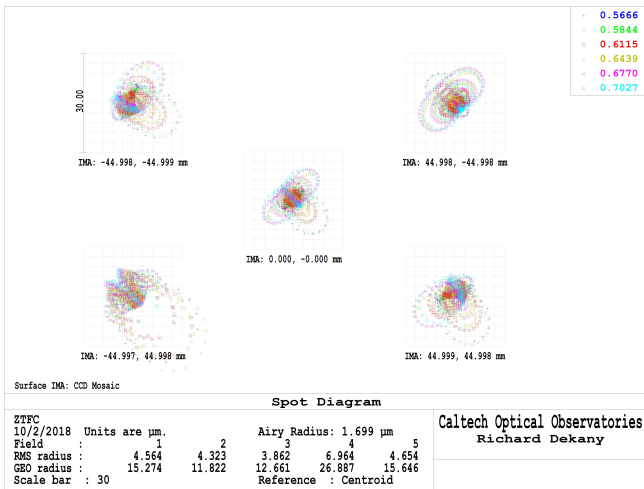 0.5666
0.5844
0.6115
0.6439
0.6770
0.7027
30.00
IMA: -44.998, -44.999 mm
IMA: 44.998, -44.998 mm
IMA: 0.000, -0.000 mm
IMA: -44.997, 44.998 mm
IMA: 44.999, 44.998 mm
Surface IMA: CCD Mosaic
Spot Diagram
ZTFC
10/2/2018 Units are µm. Airy Radius: 1.699 µm
Field : 1 2 3 4 5
RMS radius : 4.564 4.323 3.862 6.964 4.654
GEO radius : 15.274 11.822 12.661 26.887 15.646
Scale bar : 30 Reference : Centroid
Caltech Optical Observatories
Richard Dekany